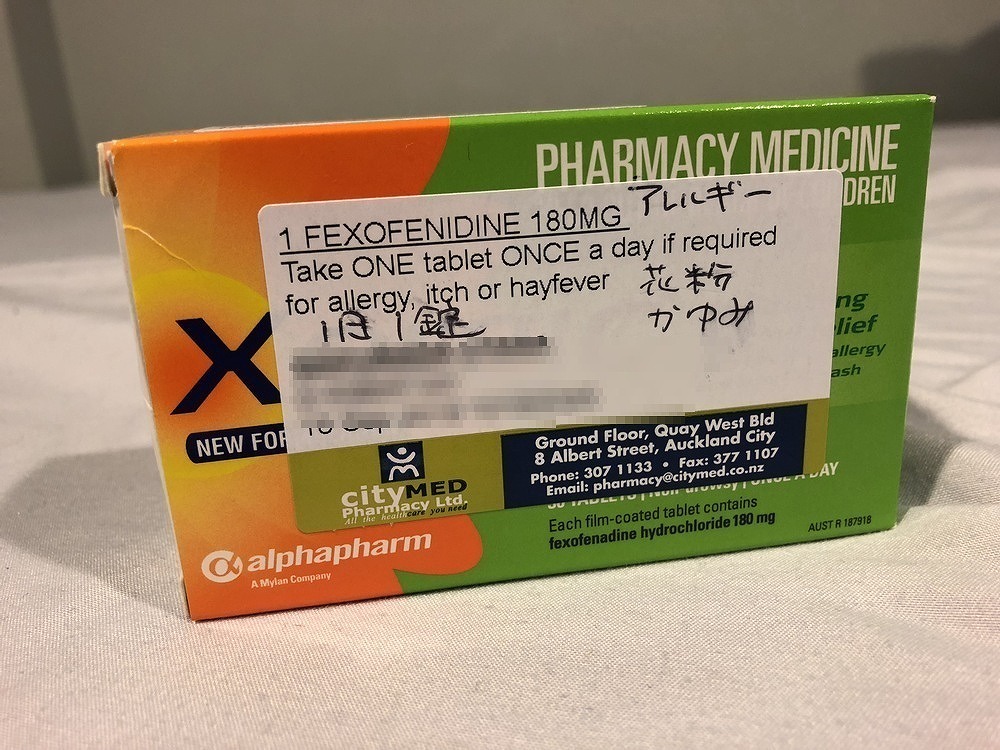 PHARMACY MEDICINE
DREN
1 FEXOFENIDINE 180MG アレルギー
Take ONE tablet ONCE a day if required
for allergy, itch or hayfever 花粉
1日1錠 かゆみ
ng
lief
allergy
ash
X
NEW FOR
cityMED
Pharmacy Ltd.
All the healthcare you need
Ground Floor, Quay West Bld
8 Albert Street, Auckland City
Phone: 307 1133 • Fax: 377 1107
Email: pharmacy@citymed.co.nz
A DAY
Each film-coated tablet contains
fexofenadine hydrochloride 180 mg
AUST R 187918
alphapharm
A Mylan Company